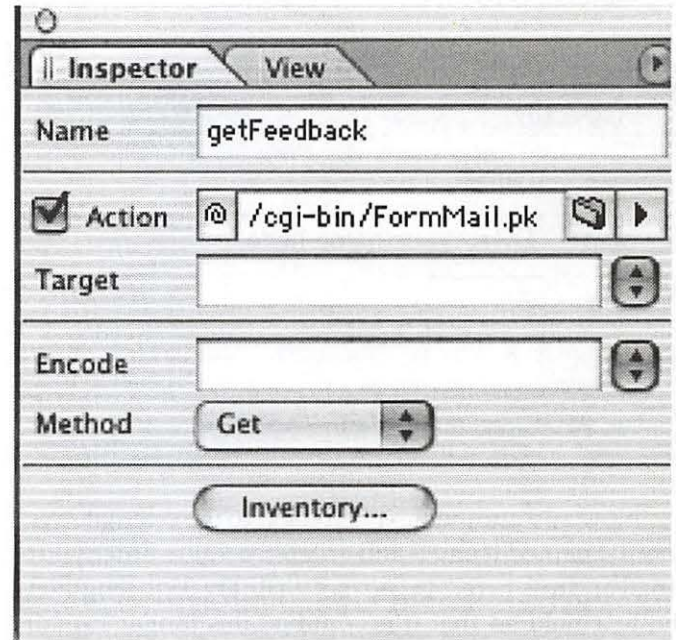 Inspector View
Name getFeedback
Action /cgi-bin/FormMail.pk
Target
Encode
Method Get
Inventory...